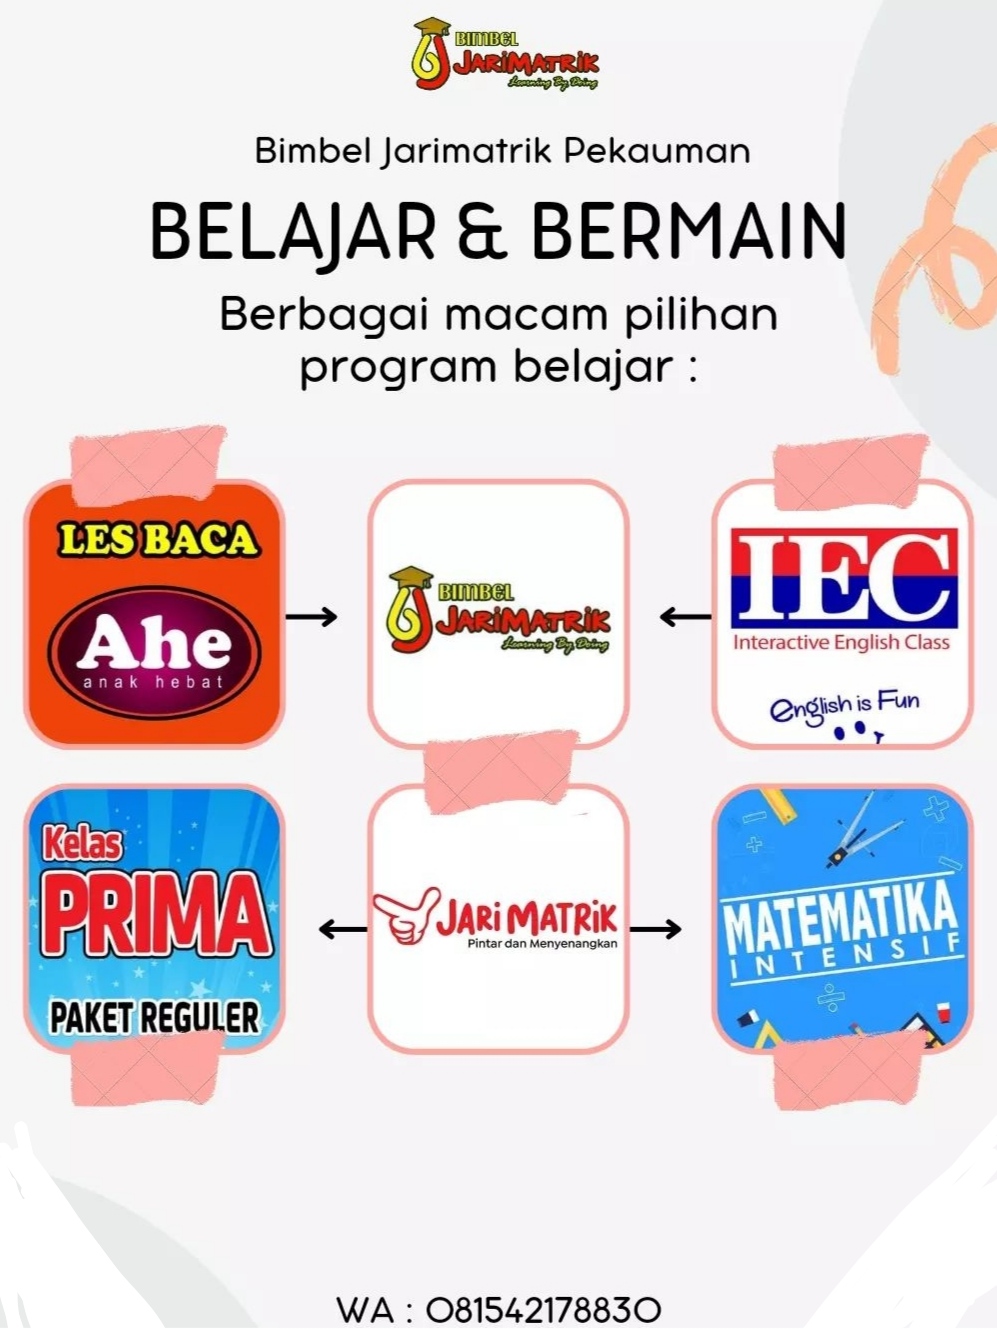 BIMBEL
JARIMATRIK
Learning By Doing
Bimbel Jarimatrik Pekauman
BELAJAR & BERMAIN
Berbagai macam pilihan
program belajar :
LES BACA
Ahe
anak hebat
BIMBEL
JARIMATRIK
Learning By Doing
IEC
Interactive English Class
English is Fun
Kelas
PRIMA
PAKET REGULER
JARI MATRIK
Pintar dan Menyenangkan
MATEMATIKA
INTENSIF
WA : 081542178830